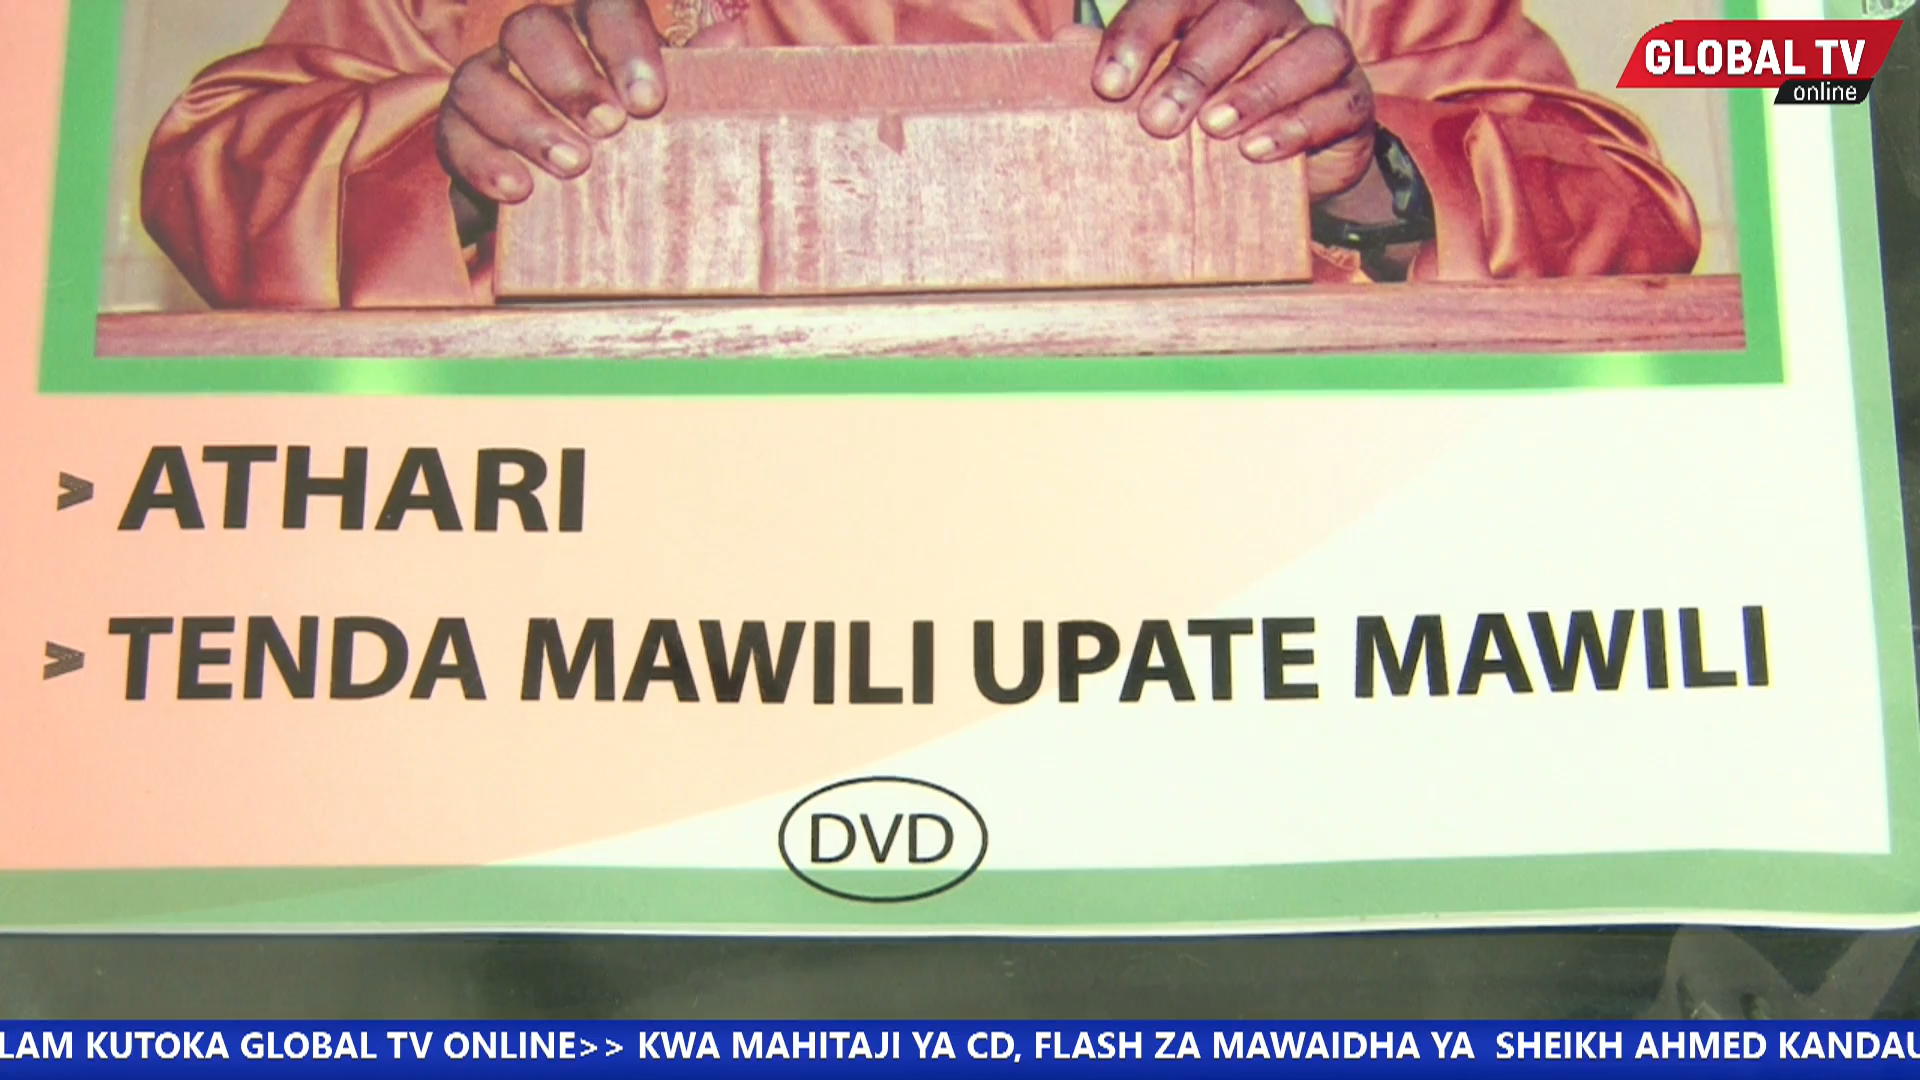 GLOBAL TV
online
> ATHARI
> TENDA MAWILI UPATE MAWILI
DVD
LAM KUTOKA GLOBAL TV ONLINE>> KWA MAHITAJI YA CD, FLASH ZA MAWAIDHA YA SHEIKH AHMED KANDAU